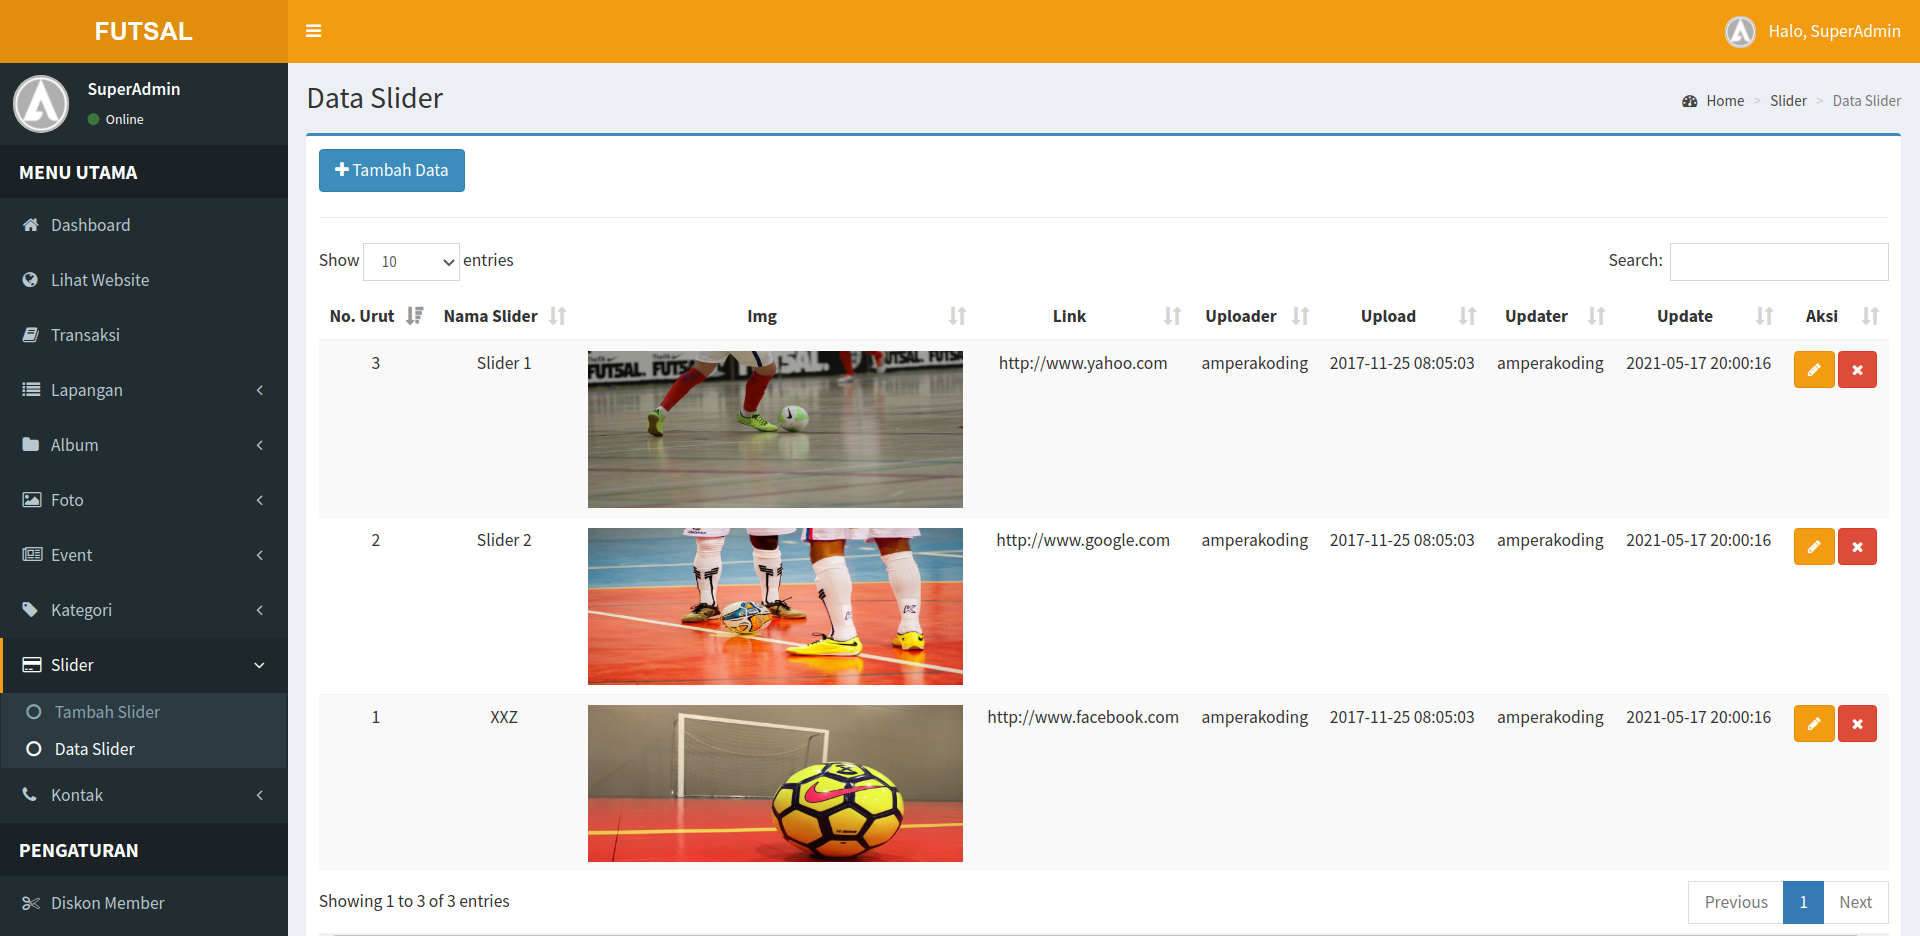 FUTSAL
Halo, SuperAdmin
SuperAdmin
Online
MENU UTAMA
Dashboard
Lihat Website
Transaksi
Lapangan
Album
Foto
Event
Kategori
Slider
Tambah Slider
Data Slider
Kontak
PENGATURAN
Diskon Member
Data Slider
Home > Slider > Data Slider
Tambah Data
Show 10 entries
Search:
No. Urut Nama Slider Img Link Uploader Upload Updater Update Aksi
3 Slider 1 http://www.yahoo.com amperakoding 2017-11-25 08:05:03 amperakoding 2021-05-17 20:00:16
FUTSAL.
2 Slider 2 http://www.google.com amperakoding 2017-11-25 08:05:03 amperakoding 2021-05-17 20:00:16
1 XXZ http://www.facebook.com amperakoding 2017-11-25 08:05:03 amperakoding 2021-05-17 20:00:16
Showing 1 to 3 of 3 entries
Previous 1 Next